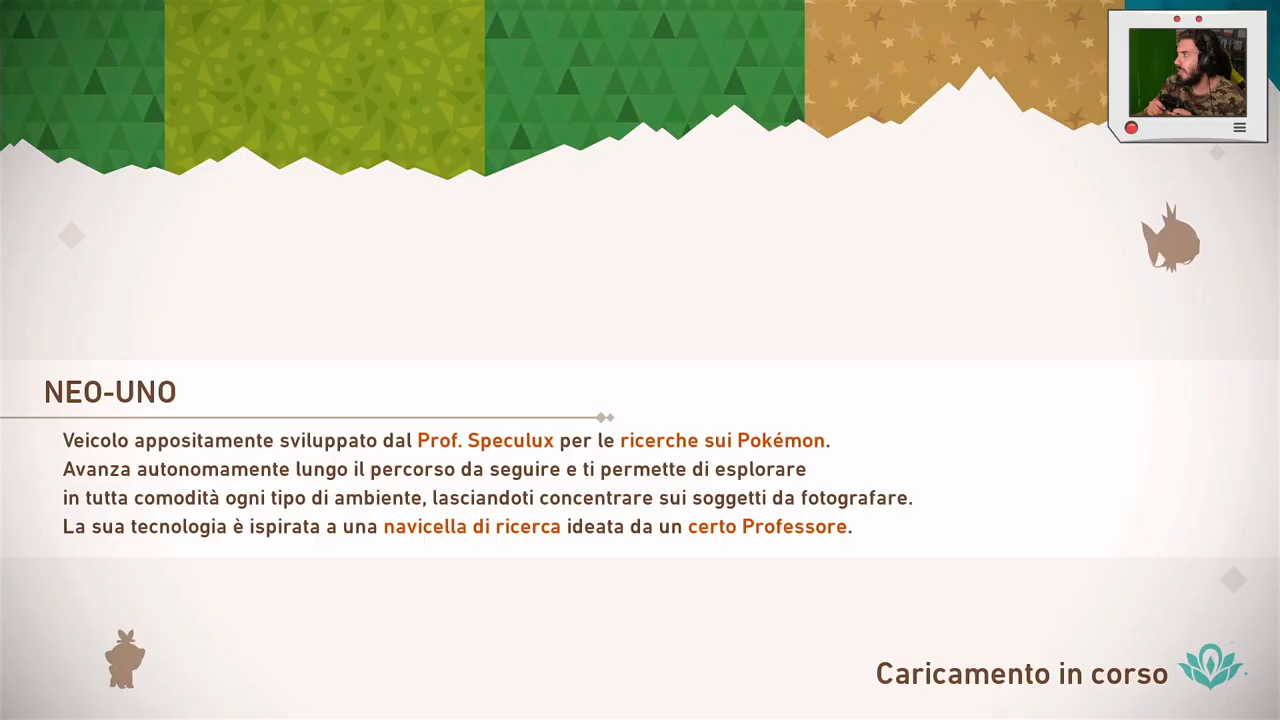 NEO-UNO
Veicolo appositamente sviluppato dal Prof. Speculux per le ricerche sui Pokémon.
Avanza autonomamente lungo il percorso da seguire e ti permette di esplorare
in tutta comodità ogni tipo di ambiente, lasciandoti concentrare sui soggetti da fotografare.
La sua tecnologia è ispirata a una navicella di ricerca ideata da un certo Professore.
Caricamento in corso